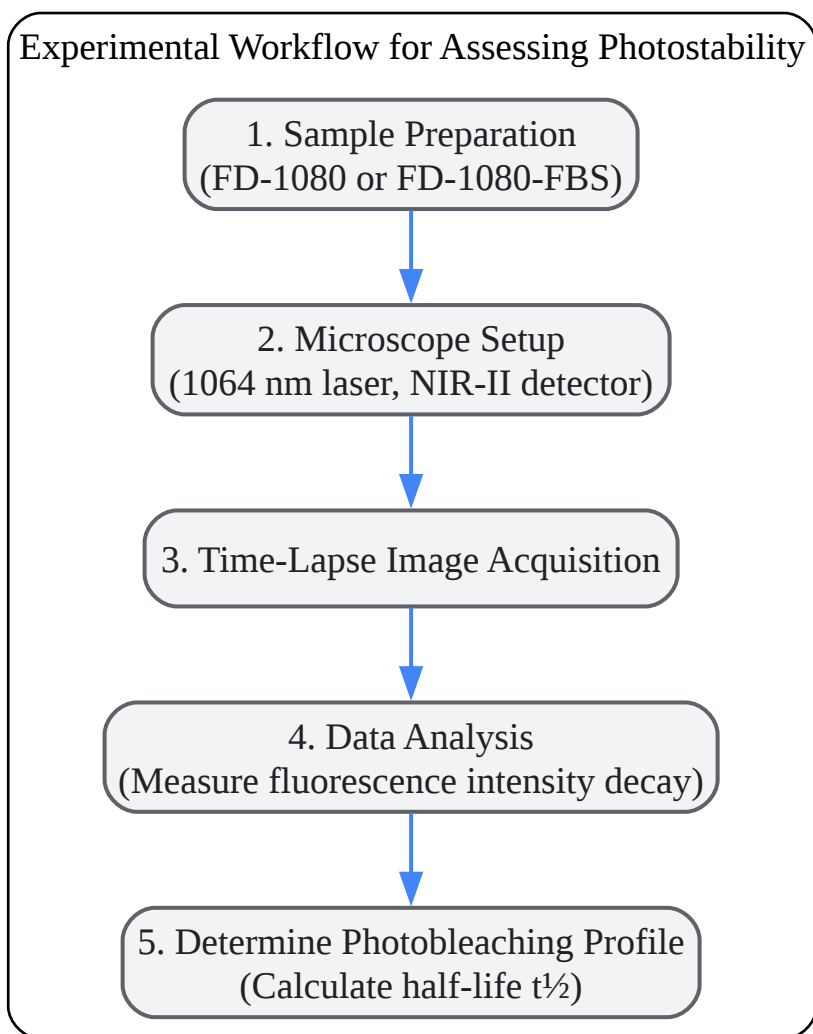 Experimental Workflow for Assessing Photostability
1. Sample Preparation
(FD-1080 or FD-1080-FBS)
2. Microscope Setup
(1064 nm laser, NIR-II detector)
3. Time-Lapse Image Acquisition
4. Data Analysis
(Measure fluorescence intensity decay)
5. Determine Photobleaching Profile
(Calculate half-life t½)